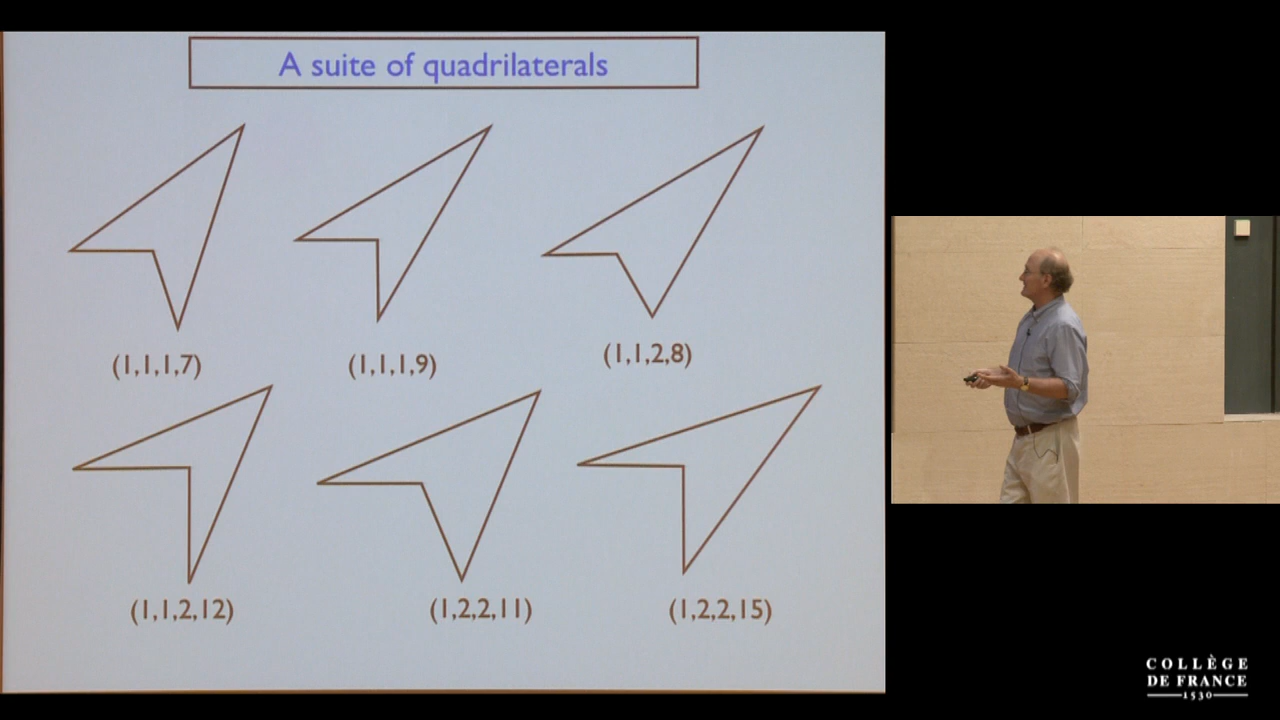 A suite of quadrilaterals
(1,1,1,7)
(1,1,1,9)
(1,1,2,8)
(1,1,2,12)
(1,2,2,11)
(1,2,2,15)
COLLÈGE
DE FRANCE
1530